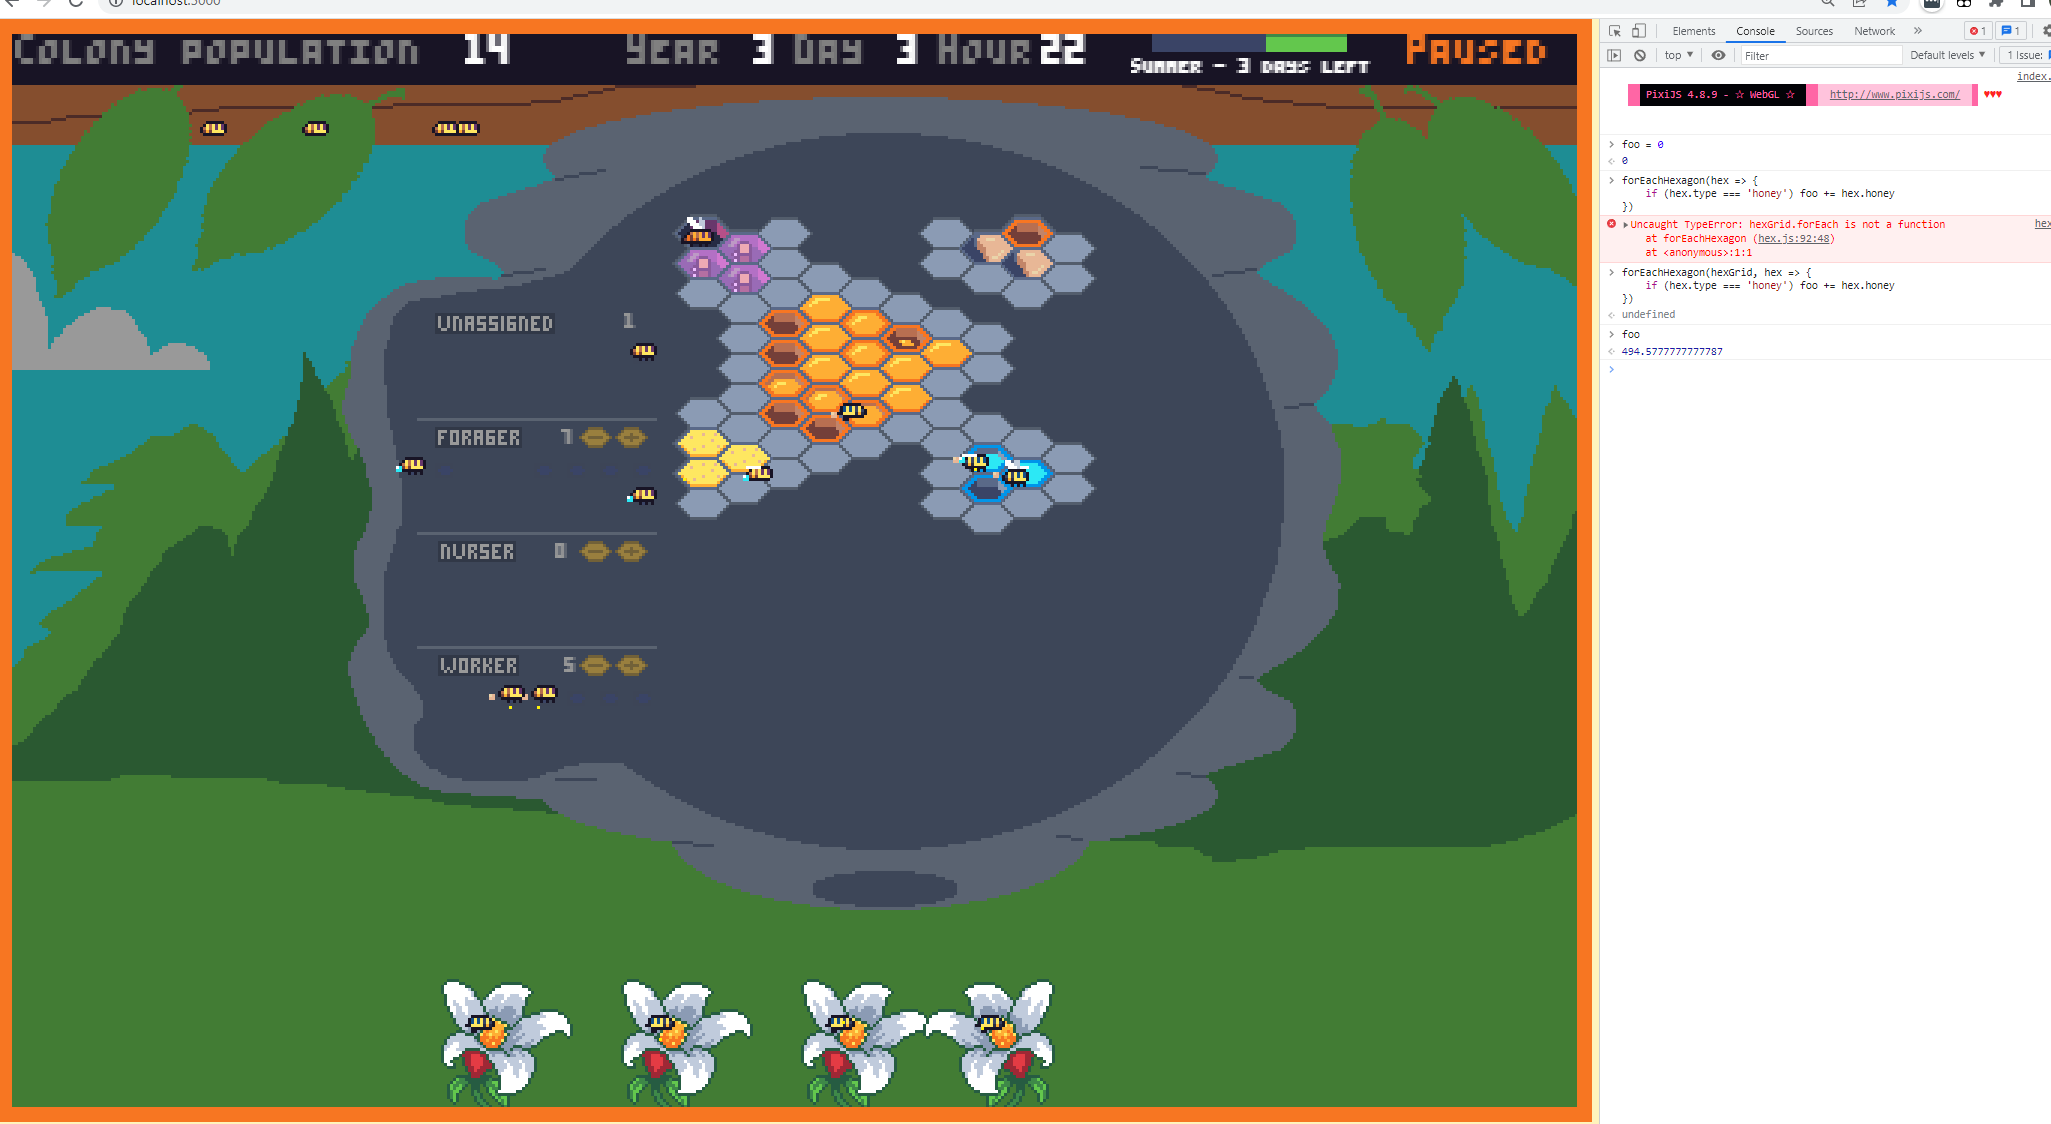 localhost:3000
Colony population 14 Year 3 Day 3 Hour 22 Paused
Summer - 3 days left
Unassigned 1
Forager 7
Nurser 0
Worker 5
Elements Console Sources Network » 1 1
top ▼ Filter Default levels ▼ 1 Issue:
index.
PixiJS 4.8.9 - ☆ WebGL ☆ http://www.pixijs.com/ ♥♥♥
> foo = 0
0
> forEachHexagon(hex => {
if (hex.type === 'honey') foo += hex.honey
})
▶Uncaught TypeError: hexGrid.forEach is not a function hex
at forEachHexagon (hex.js:92:48)
at <anonymous>:1:1
> forEachHexagon(hexGrid, hex => {
if (hex.type === 'honey') foo += hex.honey
})
undefined
> foo
494.5777777777787
>